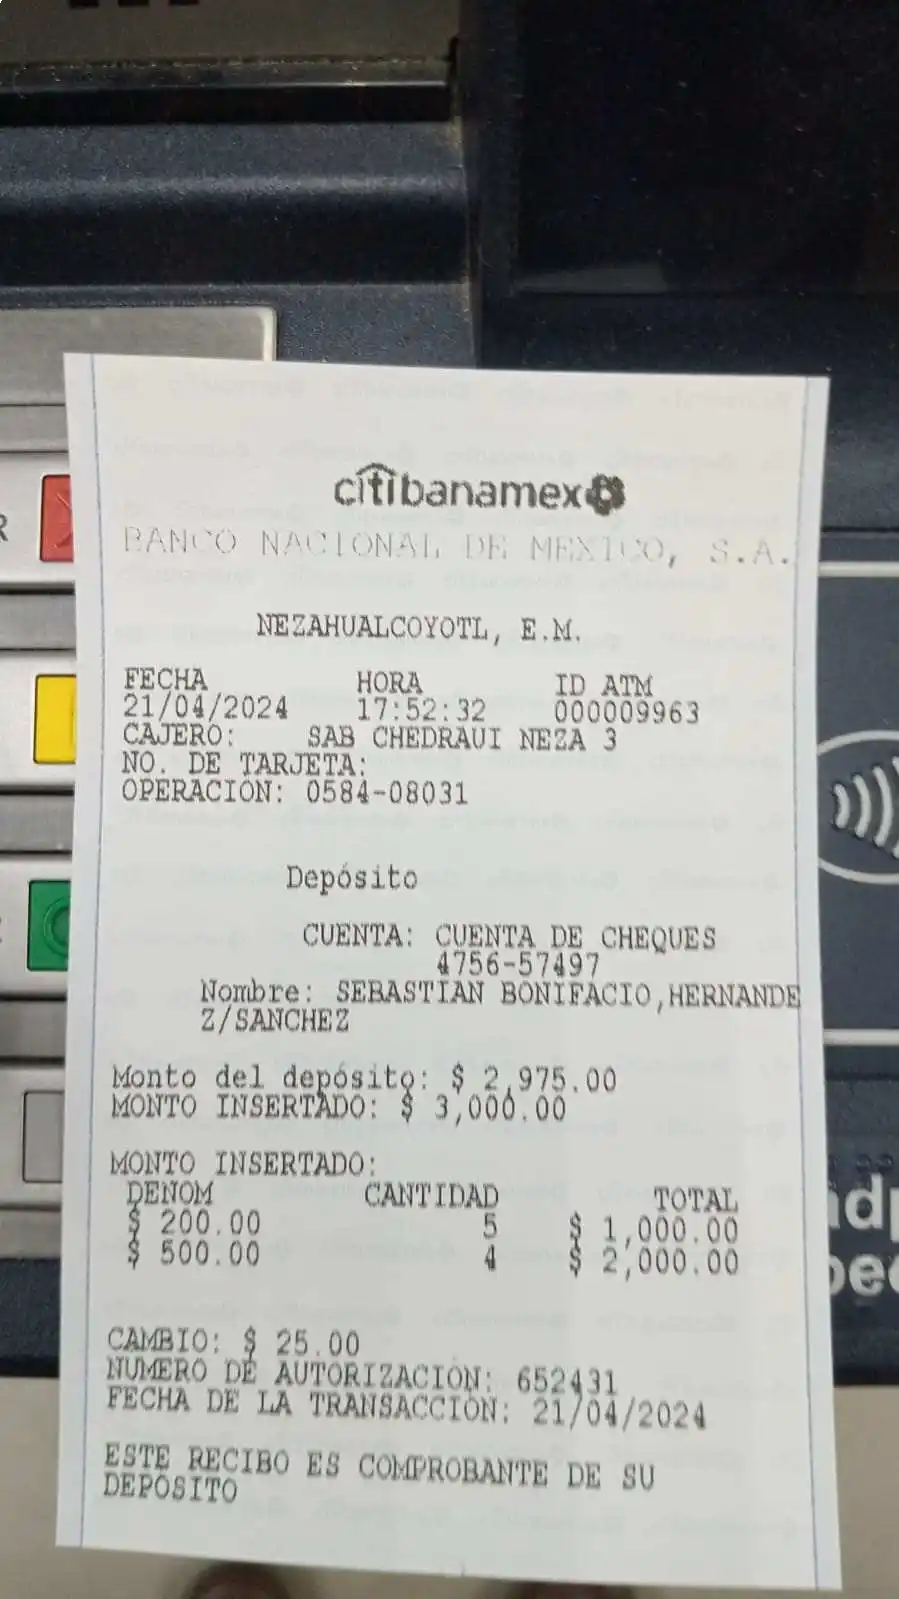 citibanamex
BANCO NACIONAL DE MEXICO, S.A.
NEZAHUALCOYOTL, E.M.
FECHA HORA ID ATM
21/04/2024 17:52:32 000009963
CAJERO: SAB CHEDRAUI NEZA 3
NO. DE TARJETA:
OPERACIÓN: 0584-08031
Depósito
CUENTA: CUENTA DE CHEQUES
4756-57497
Nombre: SEBASTIAN BONIFACIO,HERNANDE
Z/SANCHEZ
Monto del depósito: $ 2,975.00
MONTO INSERTADO: $ 3,000.00
MONTO INSERTADO:
DENOM CANTIDAD TOTAL
$ 200.00 5 $ 1,000.00
$ 500.00 4 $ 2,000.00
CAMBIO: $ 25.00
NUMERO DE AUTORIZACIÓN: 652431
FECHA DE LA TRANSACCIÓN: 21/04/2024
ESTE RECIBO ES COMPROBANTE DE SU
DEPÓSITO